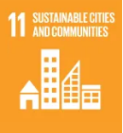 11 SUSTAINABLE CITIES
AND COMMUNITIES